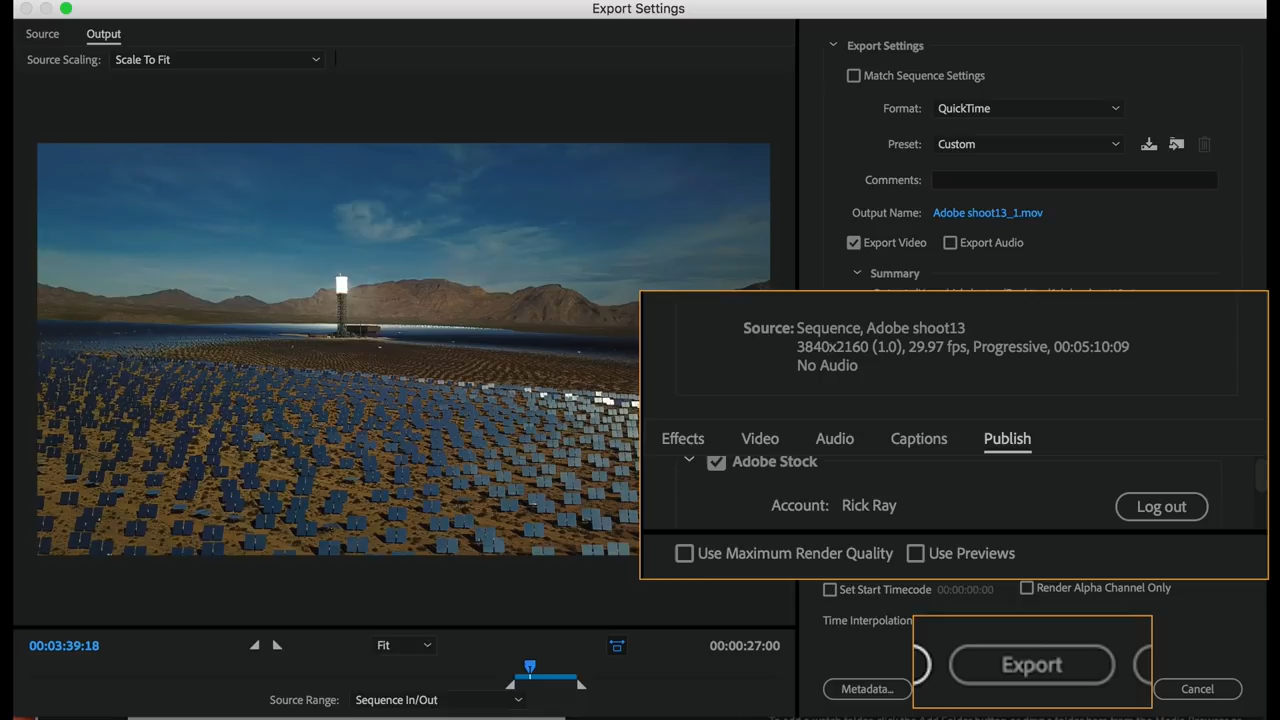 Export Settings
Source
Output
Source Scaling: Scale To Fit
Export Settings
Match Sequence Settings
Format: QuickTime
Preset: Custom
Comments:
Output Name: Adobe shoot13_1.mov
Export Video Export Audio
Summary
Source: Sequence, Adobe shoot13
3840x2160 (1.0), 29.97 fps, Progressive, 00:05:10:09
No Audio
Effects Video Audio Captions Publish
Adobe Stock
Account: Rick Ray Log out
Use Maximum Render Quality Use Previews
Set Start Timecode 00:00:00:00 Render Alpha Channel Only
Time Interpolation
Export
Metadata... Cancel
00:03:39:18 Fit 00:00:27:00
Source Range: Sequence In/Out